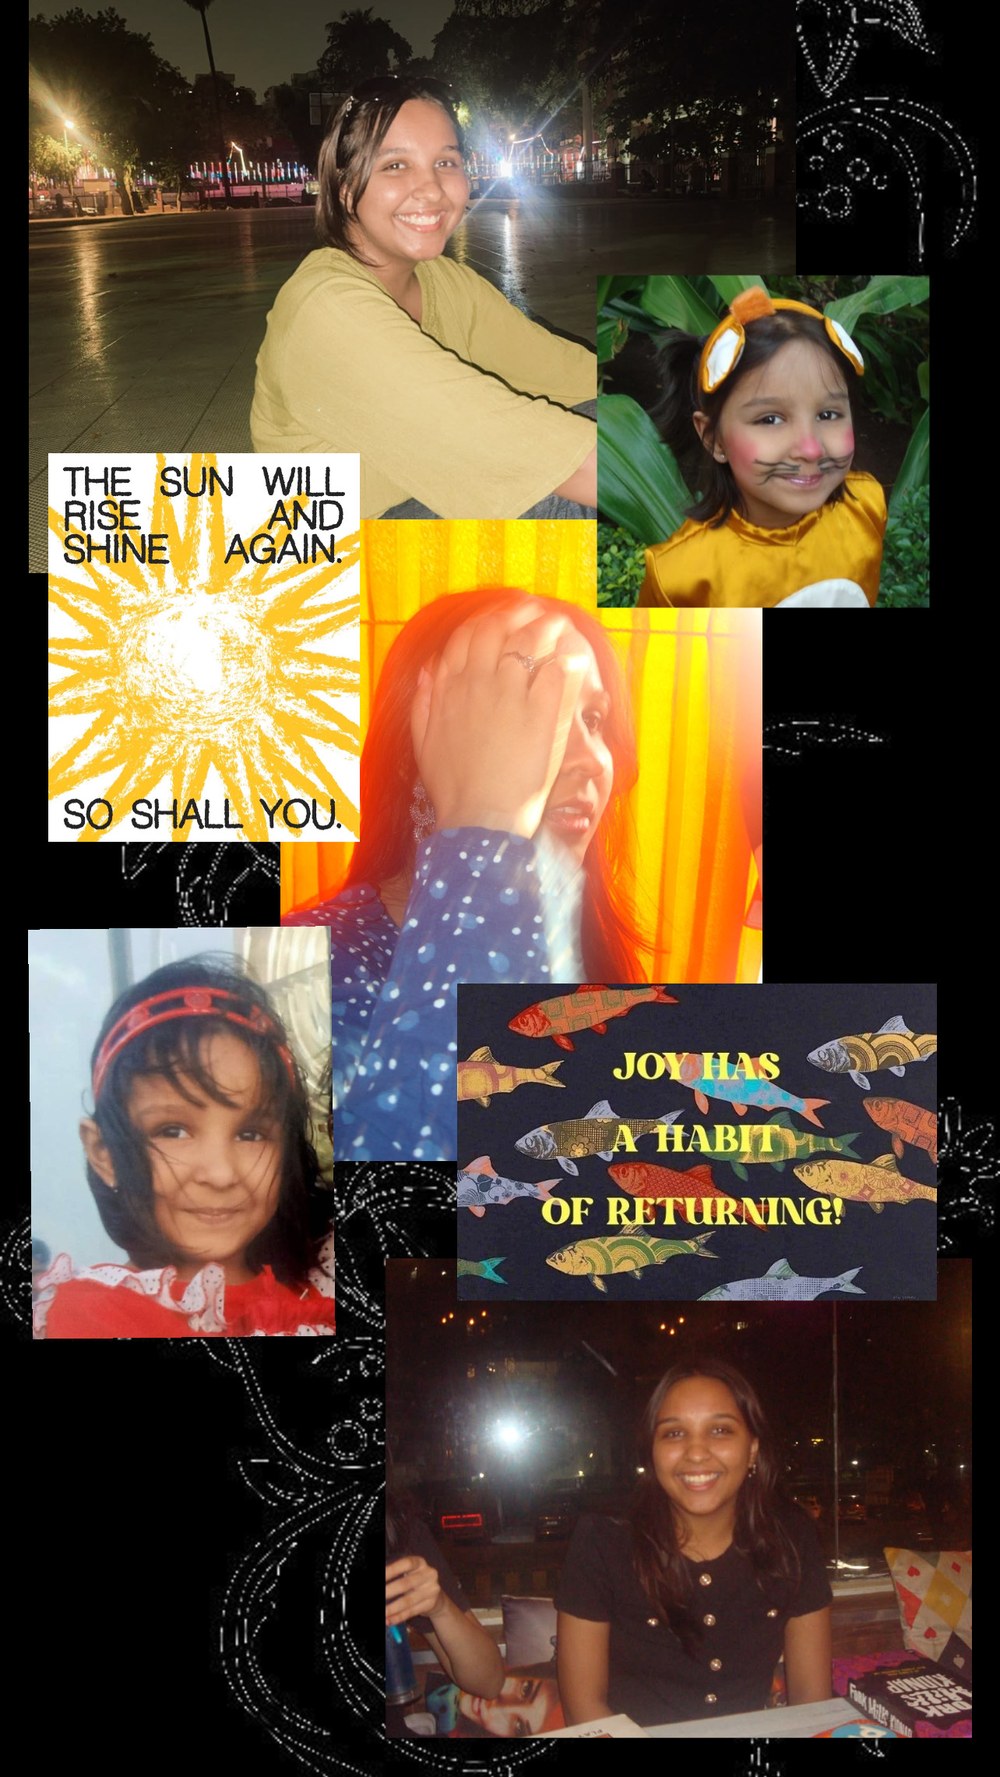 THE SUN WILL
RISE AND
SHINE AGAIN.
SO SHALL YOU.
JOY HAS
A HABIT
OF RETURNING!